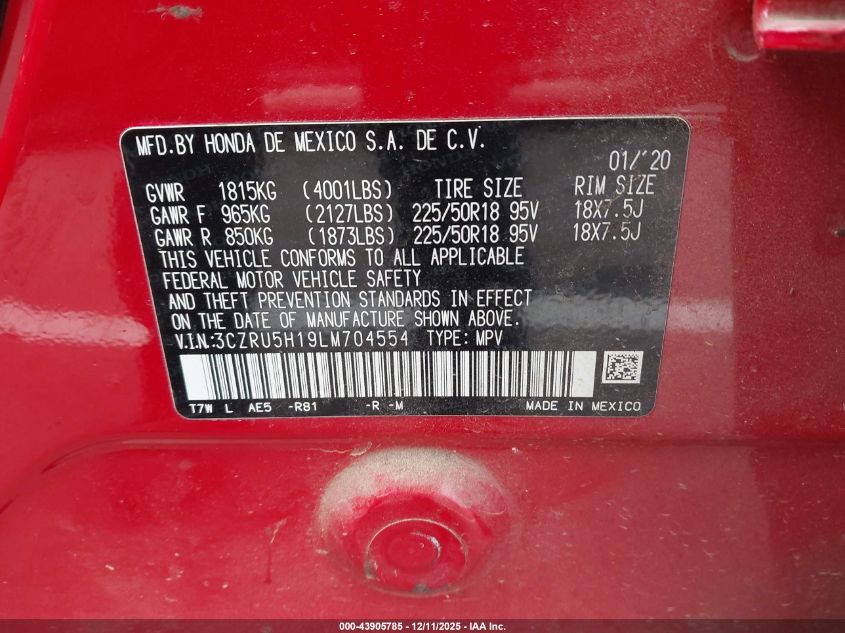 MFD.BY HONDA DE MEXICO S.A. DE C.V.
01/'20
GVWR 1815KG (4001LBS) TIRE SIZE RIM SIZE
GAWR F 965KG (2127LBS) 225/50R18 95V 18X7.5J
GAWR R 850KG (1873LBS) 225/50R18 95V 18X7.5J
THIS VEHICLE CONFORMS TO ALL APPLICABLE
FEDERAL MOTOR VEHICLE SAFETY
AND THEFT PREVENTION STANDARDS IN EFFECT
ON THE DATE OF MANUFACTURE SHOWN ABOVE.
V.I.N:3CZRU5H19LM704554 TYPE: MPV
T7W L AE5 -R81 -R -M MADE IN MEXICO
000-43905785 - 12/11/2025 - IAA Inc.